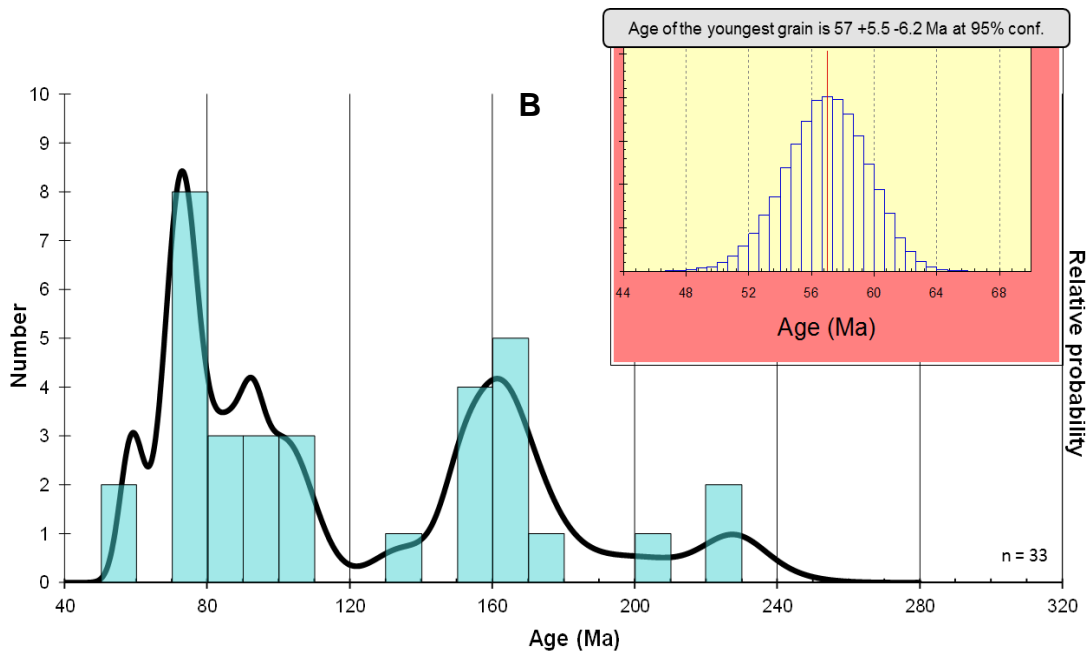 Age of the youngest grain is 57 +5.5 -6.2 Ma at 95% conf.
44 48 52 56 60 64 68
Age (Ma)
B
10
9
8
7
6
5
4
3
2
1
0
Number
Relative probability
n = 33
40 80 120 160 200 240 280 320
Age (Ma)